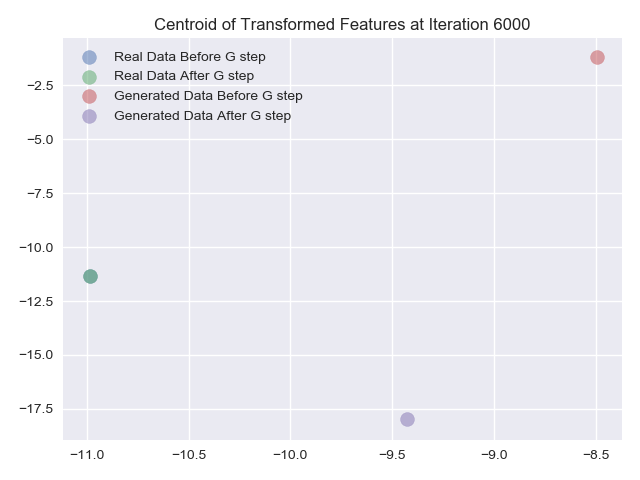 Centroid of Transformed Features at Iteration 6000
Real Data Before G step
Real Data After G step
Generated Data Before G step
Generated Data After G step
−2.5
−5.0
−7.5
−10.0
−12.5
−15.0
−17.5
−11.0 −10.5 −10.0 −9.5 −9.0 −8.5